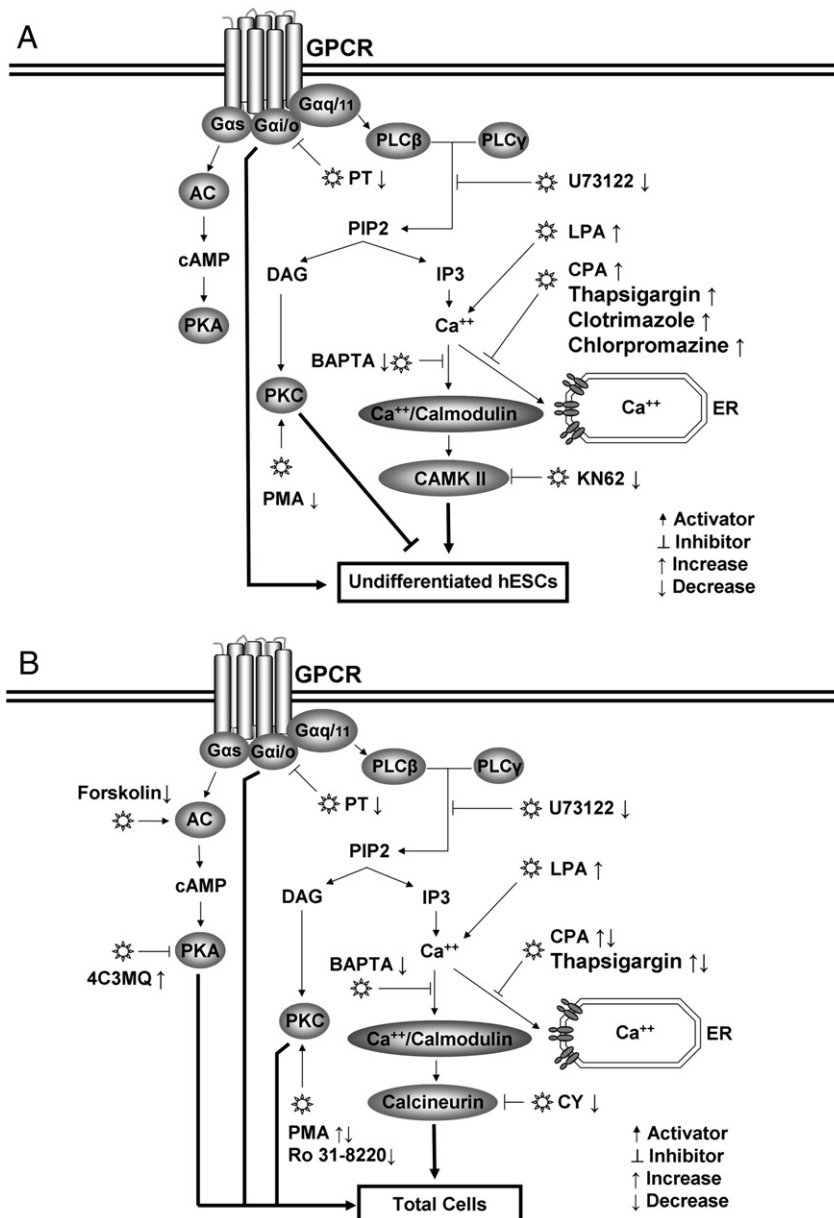 A
GPCR
Gαs
Gαi/o
Gαq/11
PLCβ
PLCγ
AC
PT ↓
U73122 ↓
PIP2
LPA ↑
cAMP
DAG
IP3
CPA ↑
Thapsigargin ↑
Clotrimazole ↑
Chlorpromazine ↑
PKA
Ca⁺⁺
BAPTA ↓
PKC
Ca⁺⁺/Calmodulin
Ca⁺⁺
ER
CAMK II
KN62 ↓
PMA ↓
Undifferentiated hESCs
↑ Activator
⊥ Inhibitor
↑ Increase
↓ Decrease
B
GPCR
Gαs
Gαi/o
Gαq/11
PLCβ
PLCγ
Forskolin↓
AC
PT ↓
U73122 ↓
PIP2
LPA ↑
cAMP
DAG
IP3
CPA ↑↓
Thapsigargin ↑↓
PKA
4C3MQ ↑
Ca⁺⁺
BAPTA ↓
PKC
Ca⁺⁺/Calmodulin
Ca⁺⁺
ER
Calcineurin
CY ↓
PMA ↑↓
Ro 31-8220↓
Total Cells
↑ Activator
⊥ Inhibitor
↑ Increase
↓ Decrease